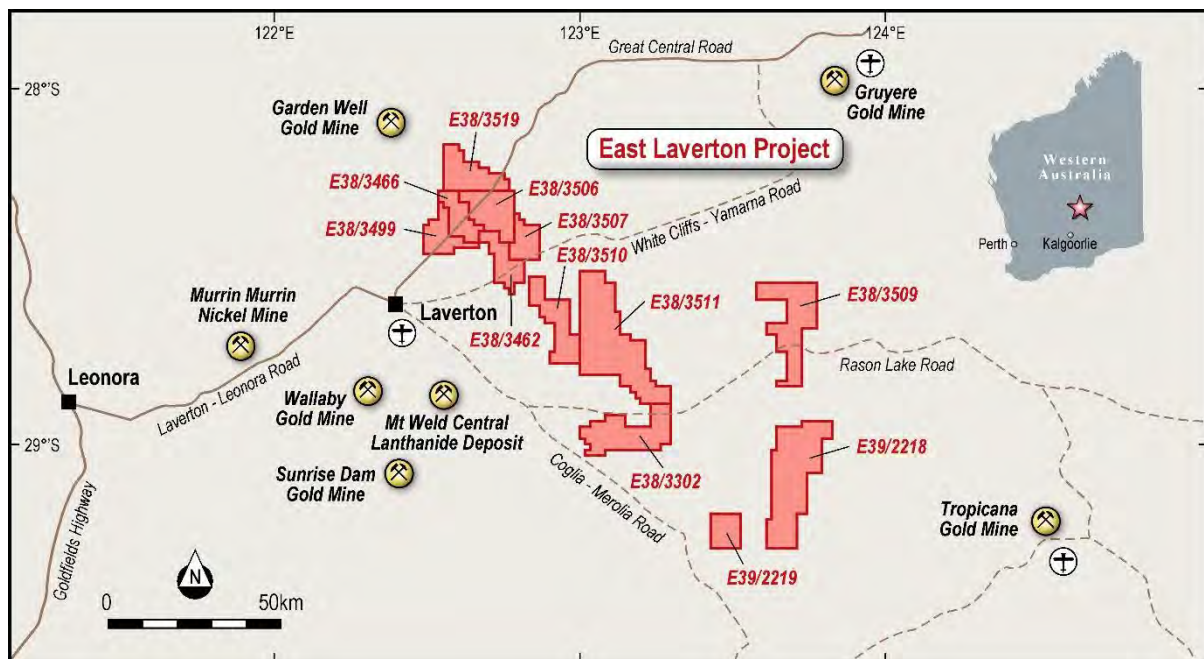 122°E
123°E
124°E
28°S
29°S
Great Central Road
Garden Well
Gold Mine
Gruyere
Gold Mine
E38/3519
East Laverton Project
Western
Australia
Perth
Kalgoorlie
E38/3466
E38/3506
E38/3499
E38/3507
White Cliffs - Yamarna Road
E38/3510
E38/3511
E38/3509
Murrin Murrin
Nickel Mine
Laverton
E38/3462
Leonora
Laverton - Leonora Road
Rason Lake Road
Wallaby
Gold Mine
Mt Weld Central
Lanthanide Deposit
Sunrise Dam
Gold Mine
E38/3302
E39/2218
Coglia - Merolia Road
Tropicana
Gold Mine
E39/2219
Goldfields Highway
N
0
50km